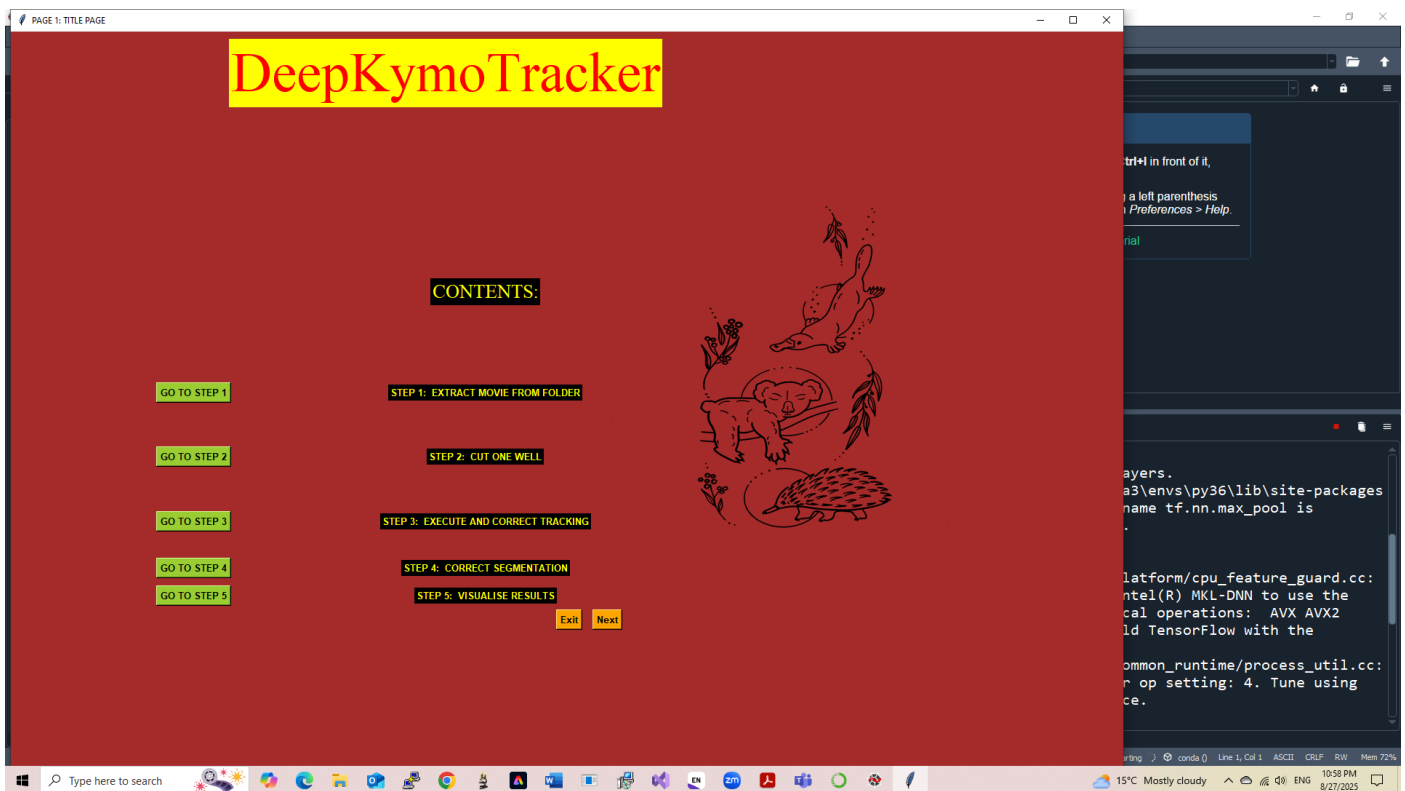 PAGE 1: TITLE PAGE
DeepKymoTracker
CONTENTS:
GO TO STEP 1
STEP 1: EXTRACT MOVIE FROM FOLDER
GO TO STEP 2
STEP 2: CUT ONE WELL
GO TO STEP 3
STEP 3: EXECUTE AND CORRECT TRACKING
GO TO STEP 4
STEP 4: CORRECT SEGMENTATION
GO TO STEP 5
STEP 5: VISUALISE RESULTS
Exit
Next
Ctrl+I in front of it,
a left parenthesis
Preferences > Help.
ayers.
a3\envs\py36\lib\site-packages
name tf.nn.max_pool is
.
latform/cpu_feature_guard.cc:
ntel(R) MKL-DNN to use the
cal operations: AVX AVX2
ld TensorFlow with the
ommon_runtime/process_util.cc:
r op setting: 4. Tune using
ce.
conda () Line 1, Col 1 ASCII CRLF RW Mem 72%
Type here to search
EN
zm
15°C Mostly cloudy
ENG
10:58 PM
8/27/2025